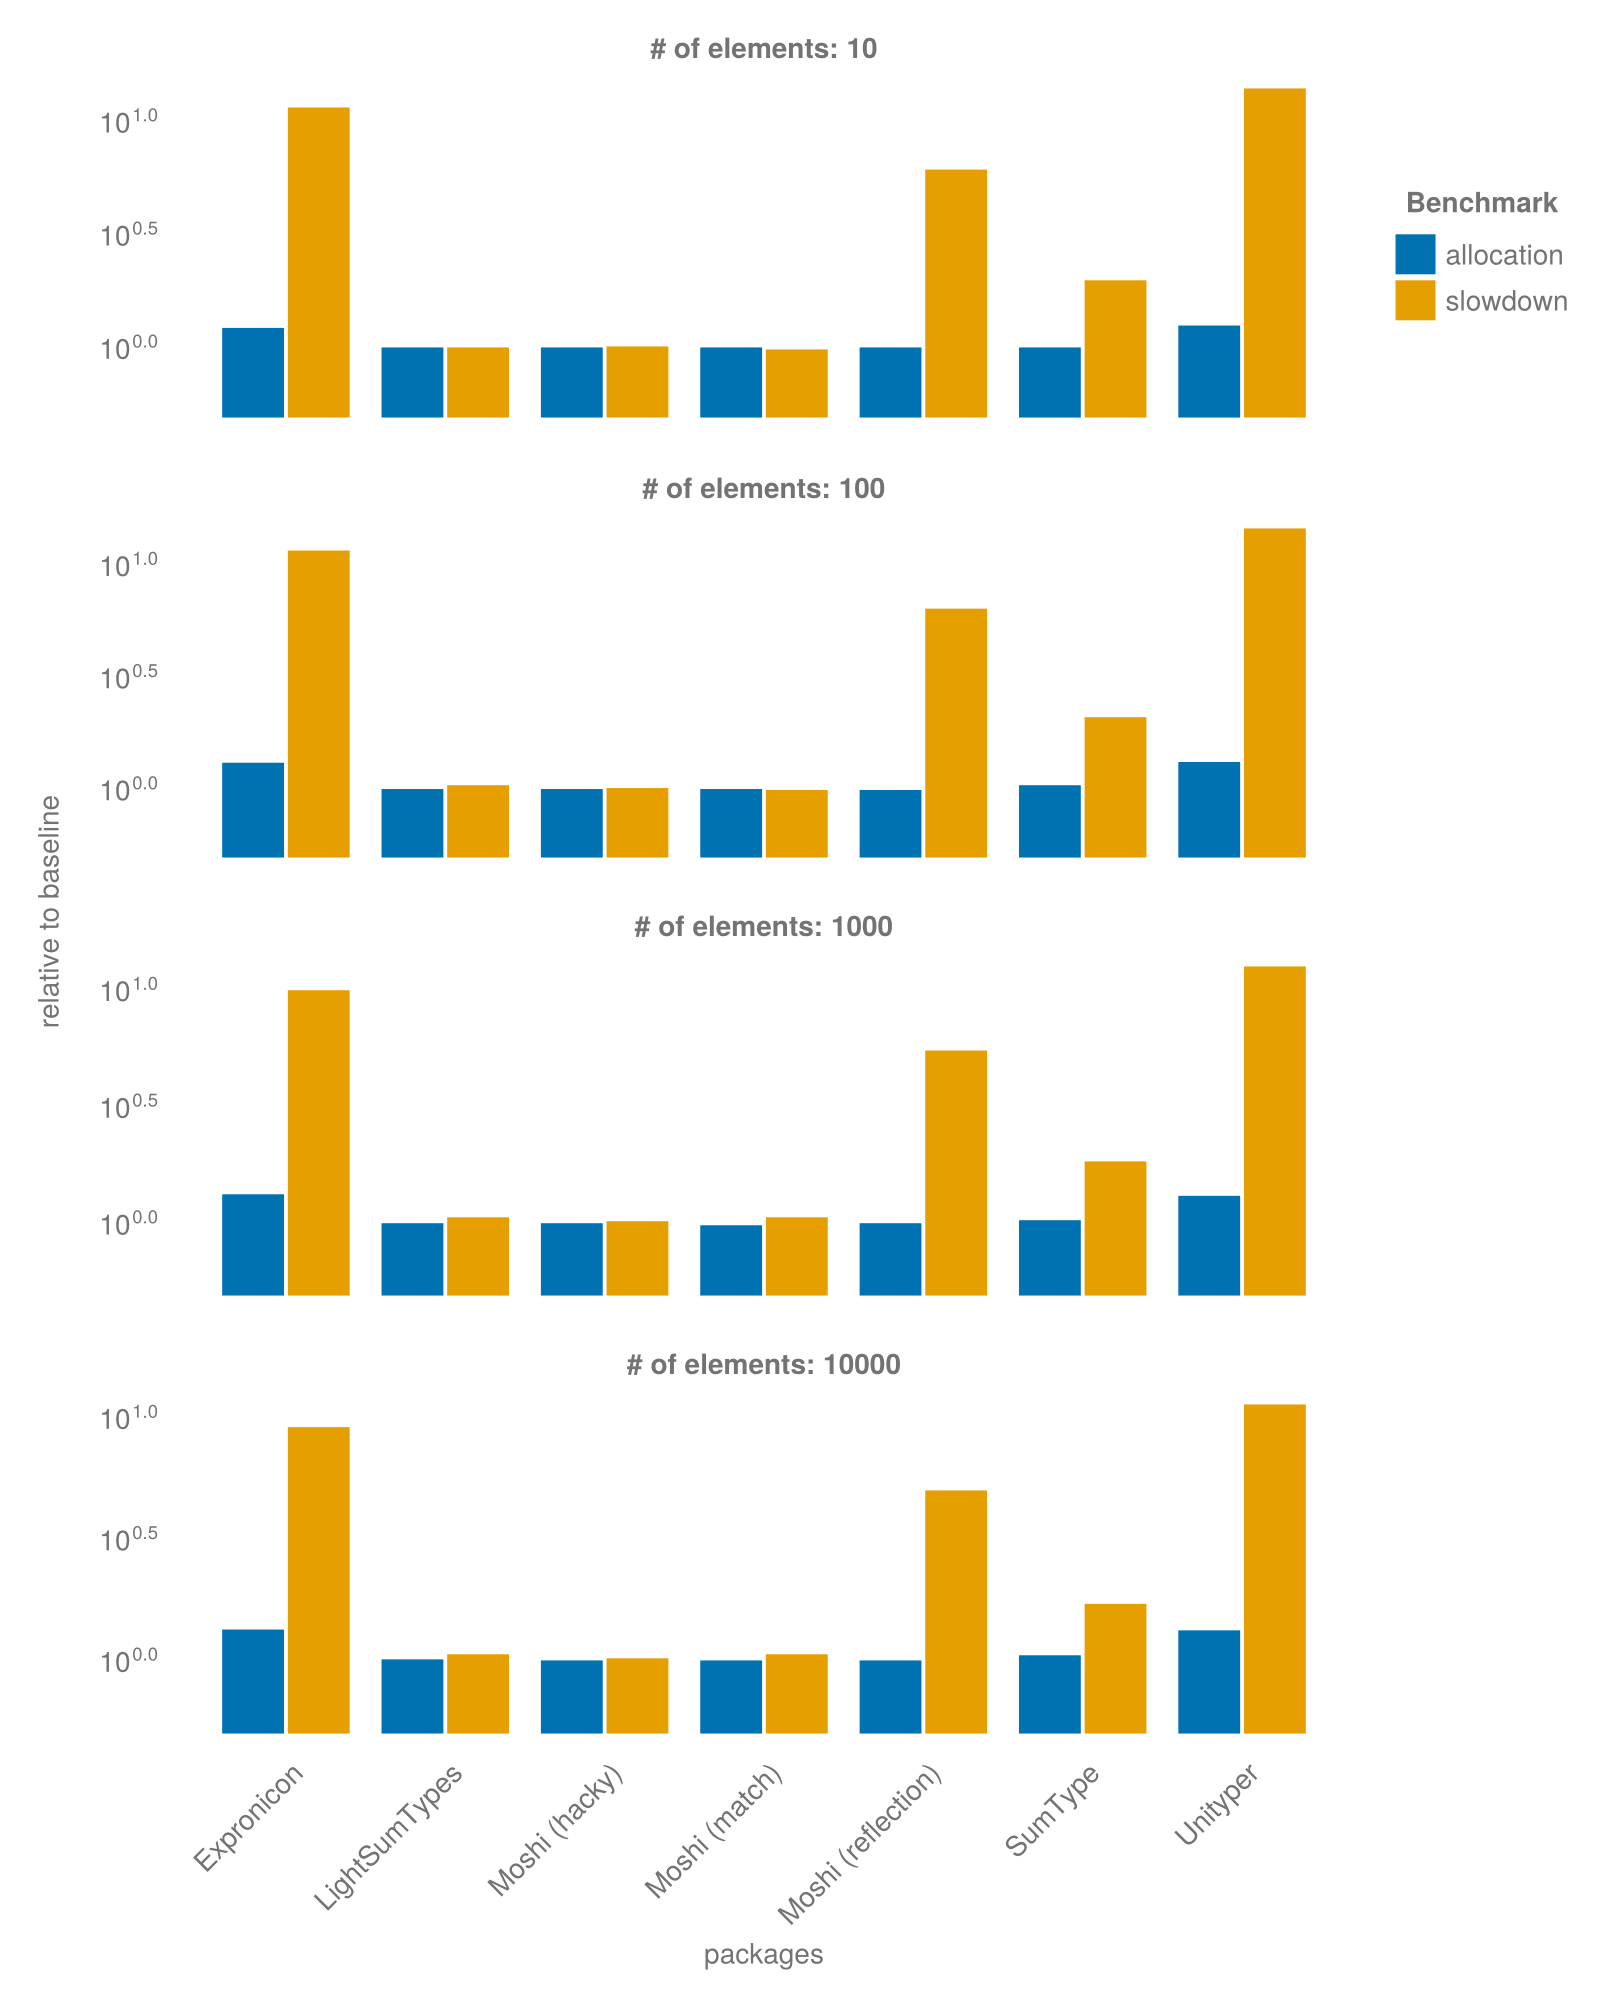 # of elements: 10
10^1.0
10^0.5
10^0.0
Benchmark
allocation
slowdown
# of elements: 100
10^1.0
10^0.5
10^0.0
relative to baseline
# of elements: 1000
10^1.0
10^0.5
10^0.0
# of elements: 10000
10^1.0
10^0.5
10^0.0
Expronicon
LightSumTypes
Moshi (hacky)
Moshi (match)
Moshi (reflection)
SumType
Unityper
packages